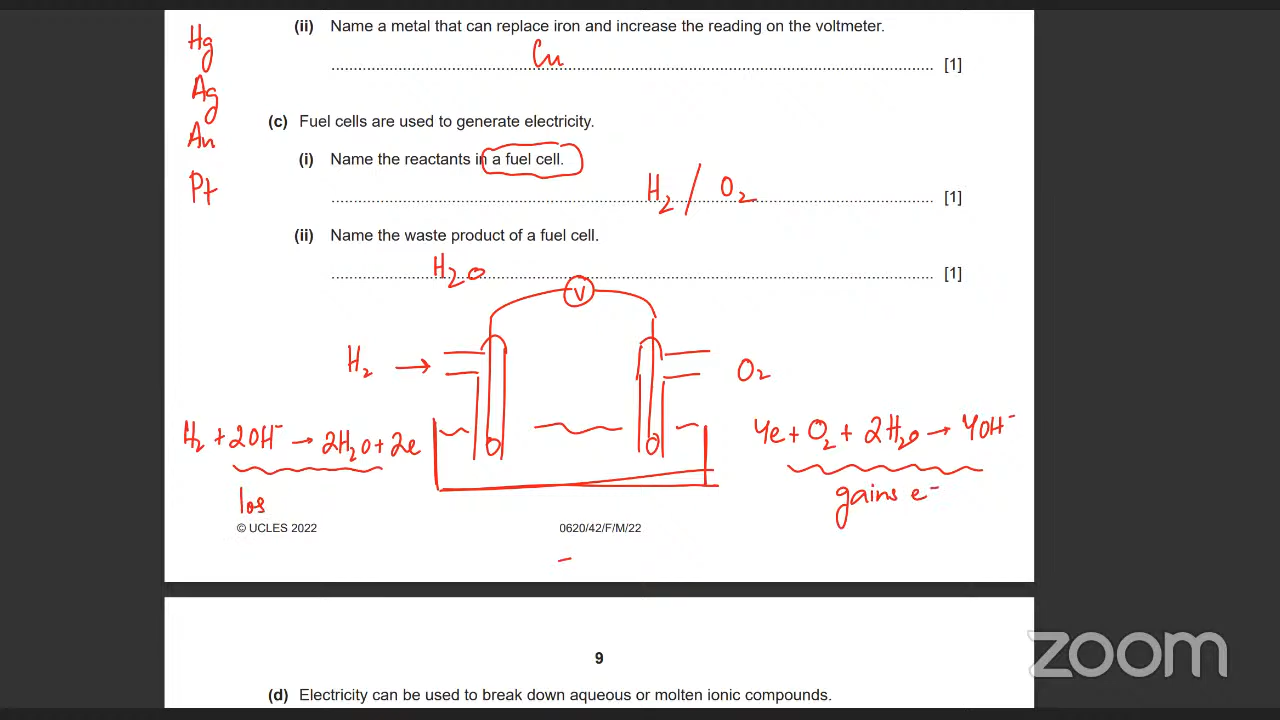 (ii) Name a metal that can replace iron and increase the reading on the voltmeter.
Hg
Cu
[1]
Ag
Au
Pt
(c) Fuel cells are used to generate electricity.
(i) Name the reactants in a fuel cell.
H₂ / O₂
[1]
(ii) Name the waste product of a fuel cell.
H₂O
[1]
V
H₂ →
O₂
H₂ + 2OH⁻ → 2H₂O + 2e
4e + O₂ + 2H₂O → 4OH⁻
los
gains e⁻
© UCLES 2022
0620/42/F/M/22
9
zoom
(d) Electricity can be used to break down aqueous or molten ionic compounds.